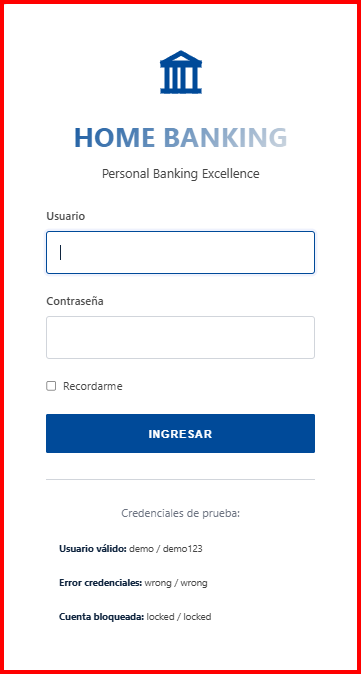 HOME BANKING
Personal Banking Excellence
Usuario
Contraseña
Recordarme
INGRESAR
Credenciales de prueba:
Usuario válido: demo / demo123
Error credenciales: wrong / wrong
Cuenta bloqueada: locked / locked